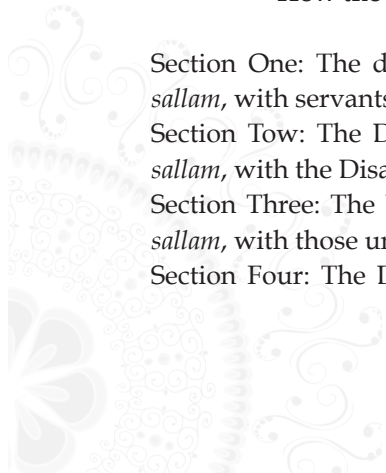 Section One: The d
sallam, with servants
Section Tow: The D
sallam, with the Disa
Section Three: The
sallam, with those un
Section Four: The D